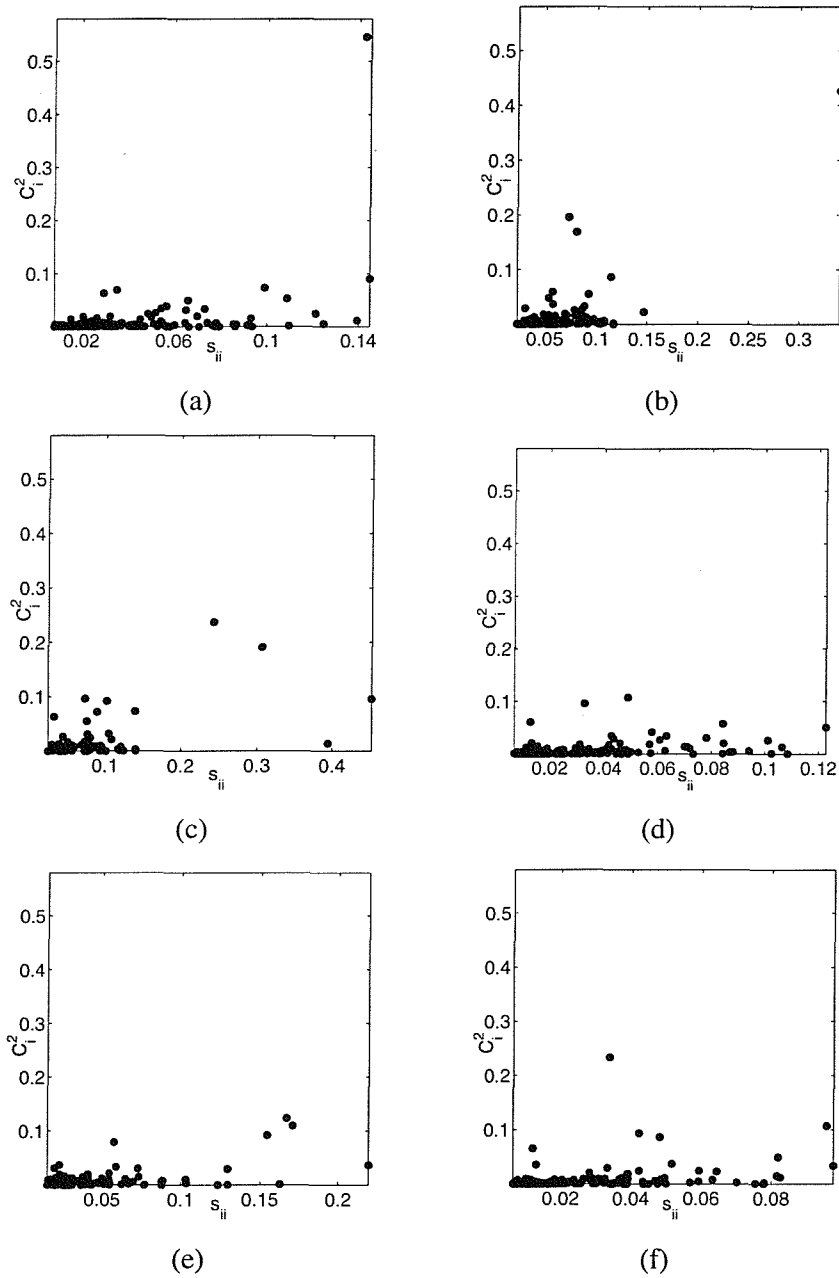 0.5
0.4
0.3
C_i^2
0.2
0.1
0.02 0.06 0.1 0.14
s_ii
(a)
0.5
0.4
0.3
C_i^2
0.2
0.1
0.05 0.1 0.15 0.2 0.25 0.3
s_ii
(b)
0.5
0.4
0.3
C_i^2
0.2
0.1
0.1 0.2 0.3 0.4
s_ii
(c)
0.5
0.4
0.3
C_i^2
0.2
0.1
0.02 0.04 0.06 0.08 0.1 0.12
s_ii
(d)
0.5
0.4
0.3
C_i^2
0.2
0.1
0.05 0.1 0.15 0.2
s_ii
(e)
0.5
0.4
0.3
C_i^2
0.2
0.1
0.02 0.04 0.06 0.08
s_ii
(f)